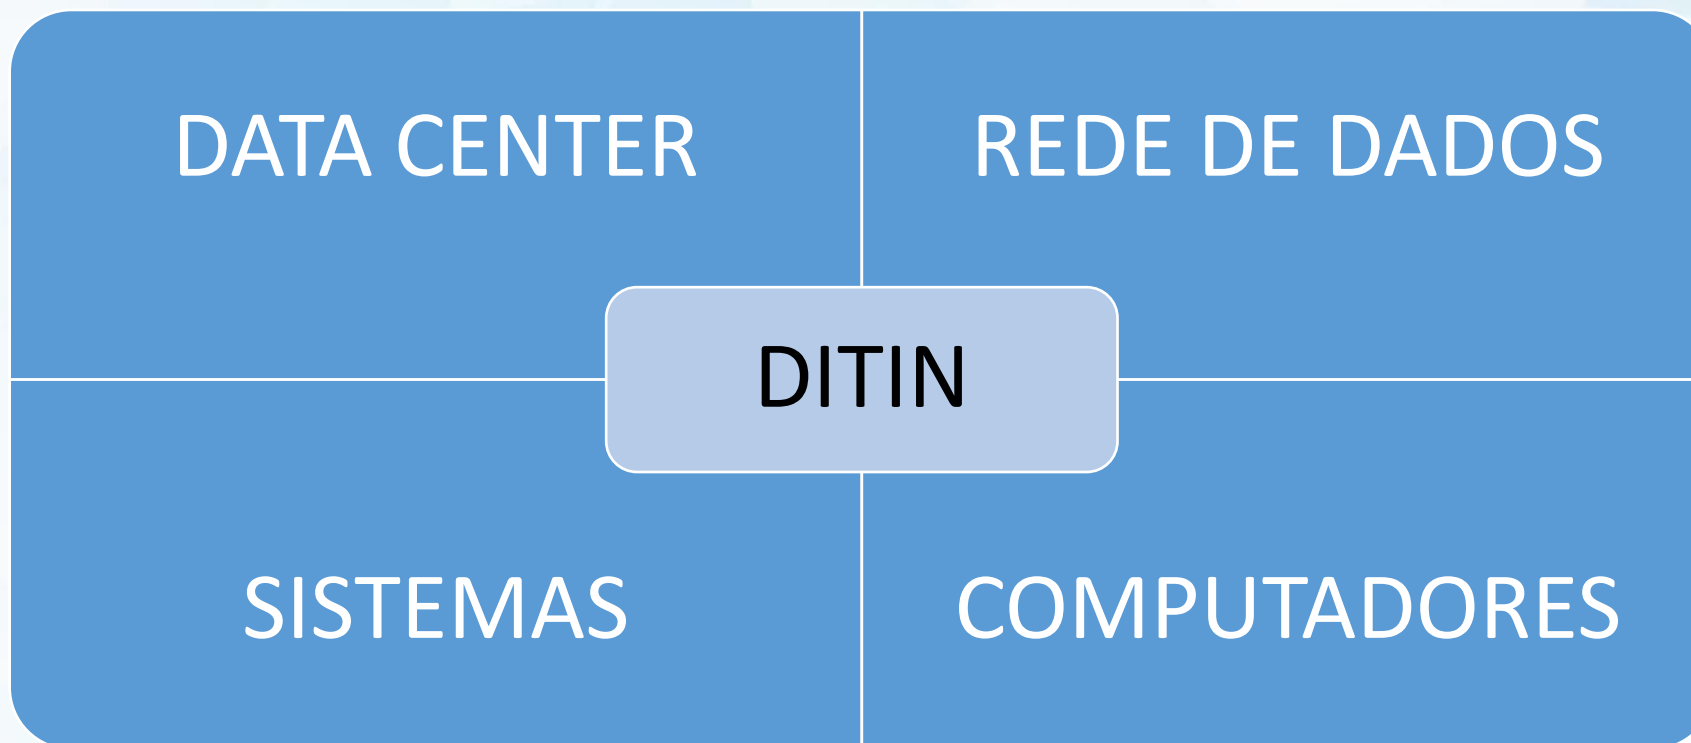 DATA CENTER
REDE DE DADOS
DITIN
SISTEMAS
COMPUTADORES